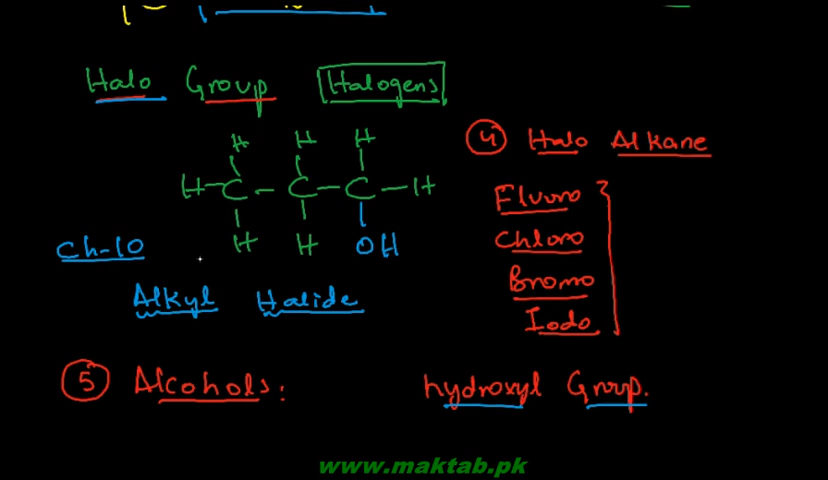 Halo Group Halogens
④ Halo Alkane
H H H
H-C-C-C-H
H H OH
Fluoro
Chloro
Bromo
Iodo
Ch-10
Alkyl Halide
⑤ Alcohols: hydroxyl Group.
www.maktab.pk